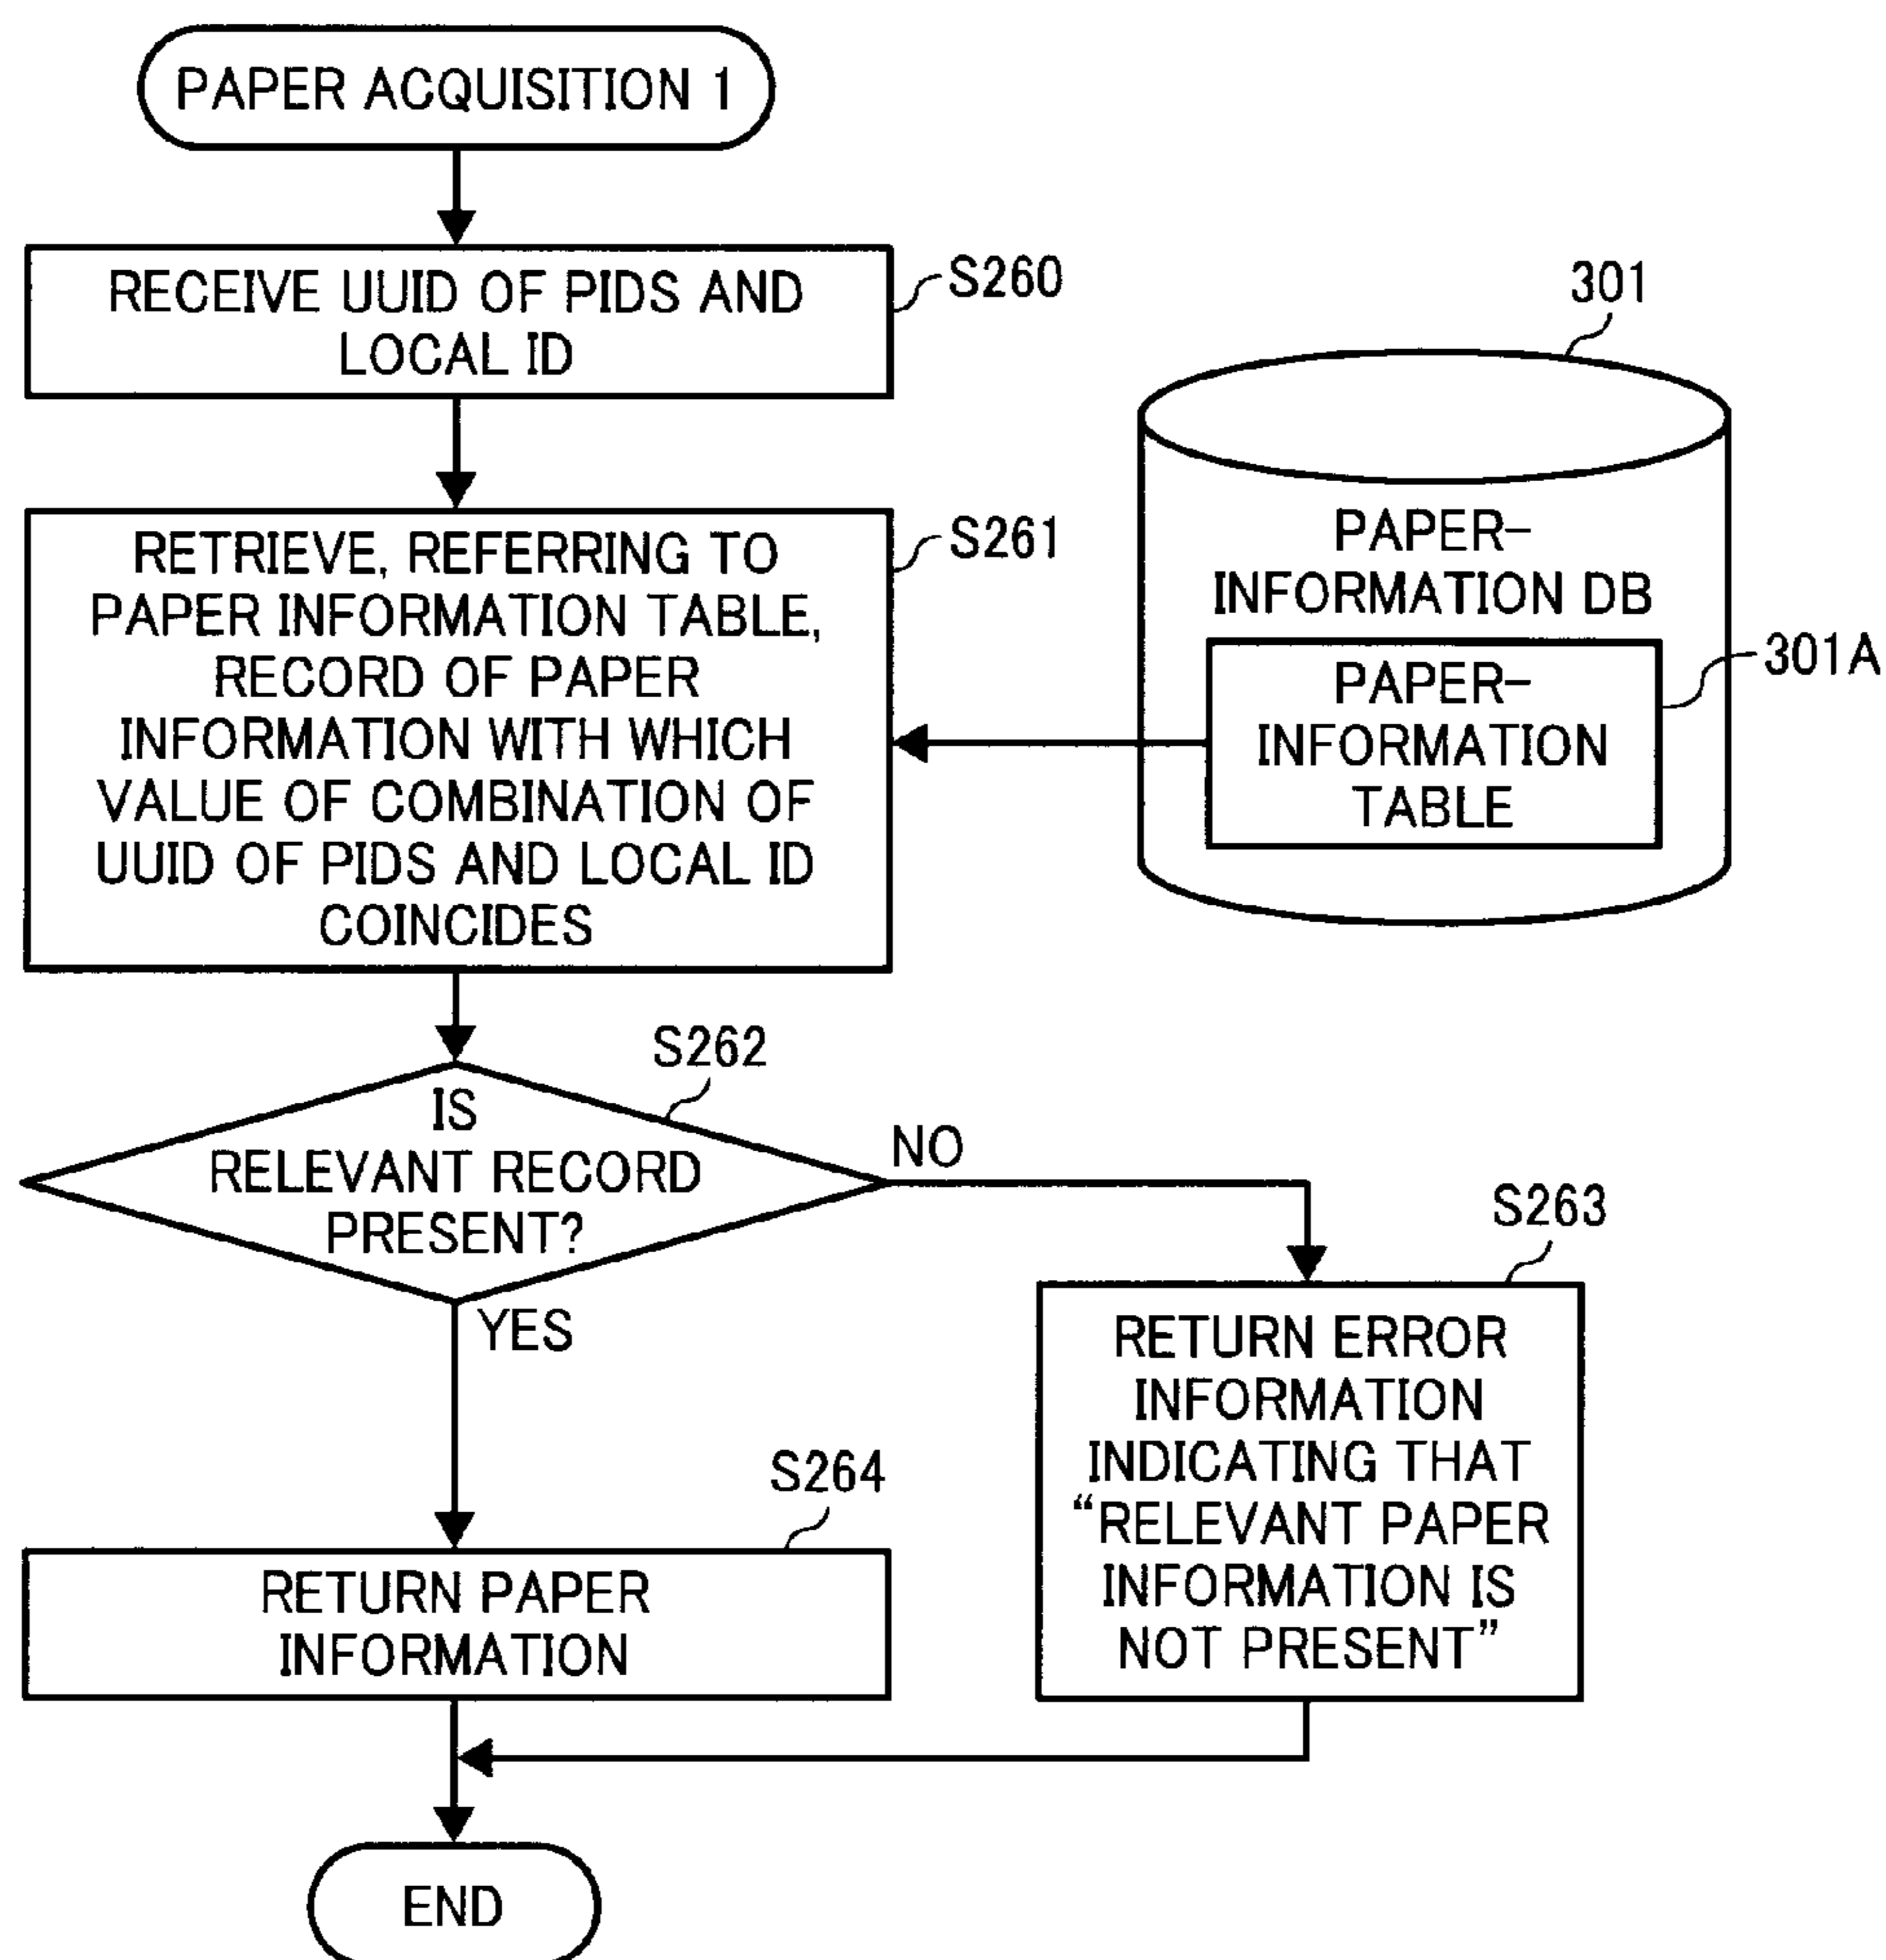 PAPER ACQUISITION 1
RECEIVE UUID OF PIDS AND
LOCAL ID
S260
301
RETRIEVE, REFERRING TO
PAPER INFORMATION TABLE,
RECORD OF PAPER
INFORMATION WITH WHICH
VALUE OF COMBINATION OF
UUID OF PIDS AND LOCAL ID
COINCIDES
S261
PAPER-
INFORMATION DB
PAPER-
INFORMATION
TABLE
301A
S262
IS
RELEVANT RECORD
PRESENT?
NO
YES
S263
RETURN ERROR
INFORMATION
INDICATING THAT
“RELEVANT PAPER
INFORMATION IS
NOT PRESENT”
S264
RETURN PAPER
INFORMATION
END